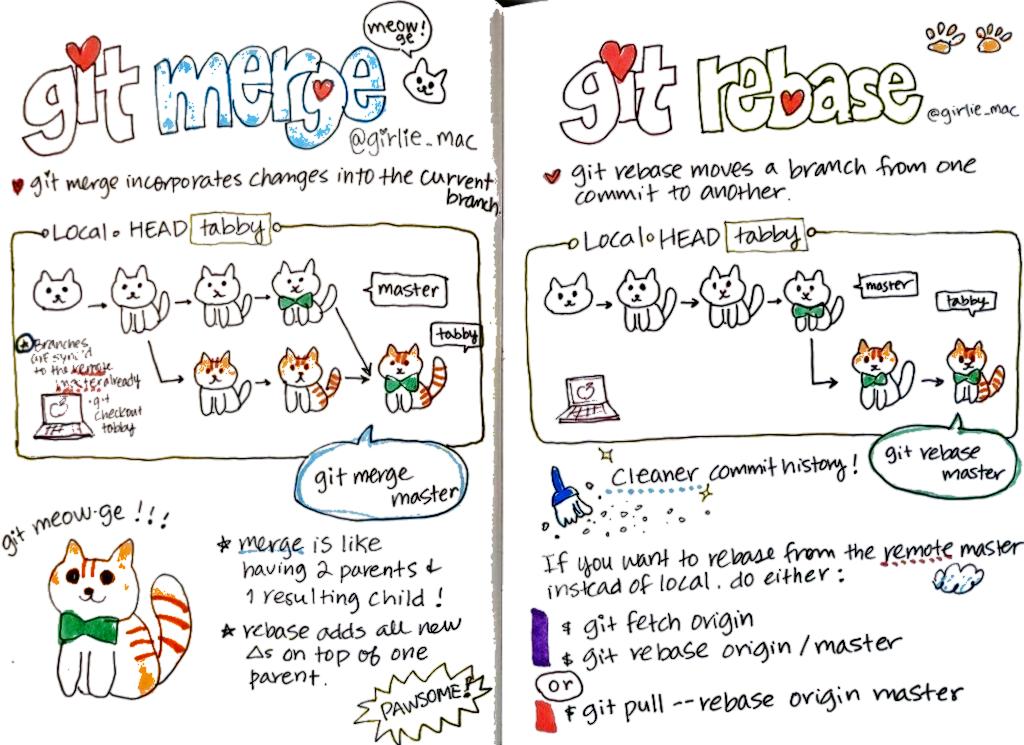 meow!
ge
git merge
@girlie_mac
git merge incorporates changes into the current
branch
Local • HEAD tabby
master
tabby
Branches
are sync'd
to the remote
master already
• git
checkout
tabby
git merge
master
git meow-ge !!!
merge is like
having 2 parents &
1 resulting child!
rebase adds all new
Δs on top of one
parent.
PAWSOME!
git rebase
@girlie_mac
git rebase moves a branch from one
commit to another.
Local • HEAD tabby
master
tabby
git rebase
master
Cleaner commit history!
If you want to rebase from the remote master
instead of local. do either:
$ git fetch origin
$ git rebase origin/master
or
$ git pull --rebase origin master